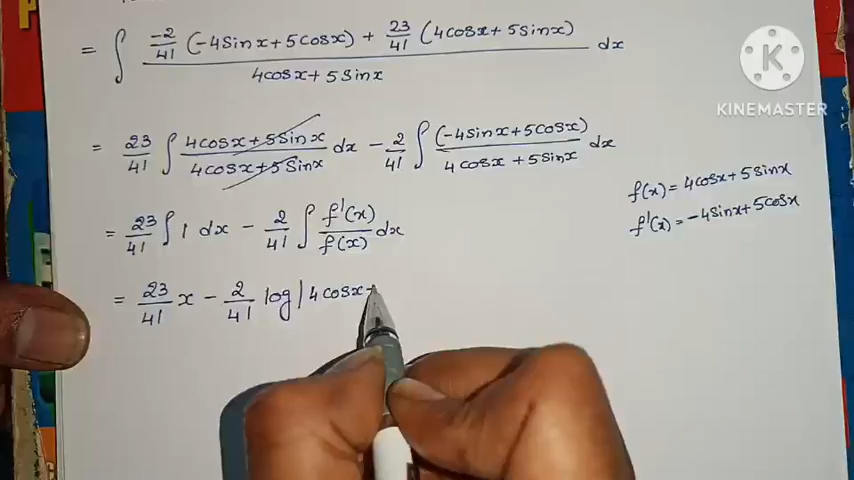 = ∫ -2/41 (-4sinx+5cosx) + 23/41 (4cosx+5sinx) / 4cosx+5sinx dx
= 23/41 ∫ 4cosx+5sinx / 4cosx+5sinx dx - 2/41 ∫ (-4sinx+5cosx) / 4cosx+5sinx dx
f(x) = 4cosx+5sinx
f'(x) = -4sinx+5cosx
= 23/41 ∫ 1 dx - 2/41 ∫ f'(x) / f(x) dx
= 23/41 x - 2/41 log|4cosx+
KINEMASTER